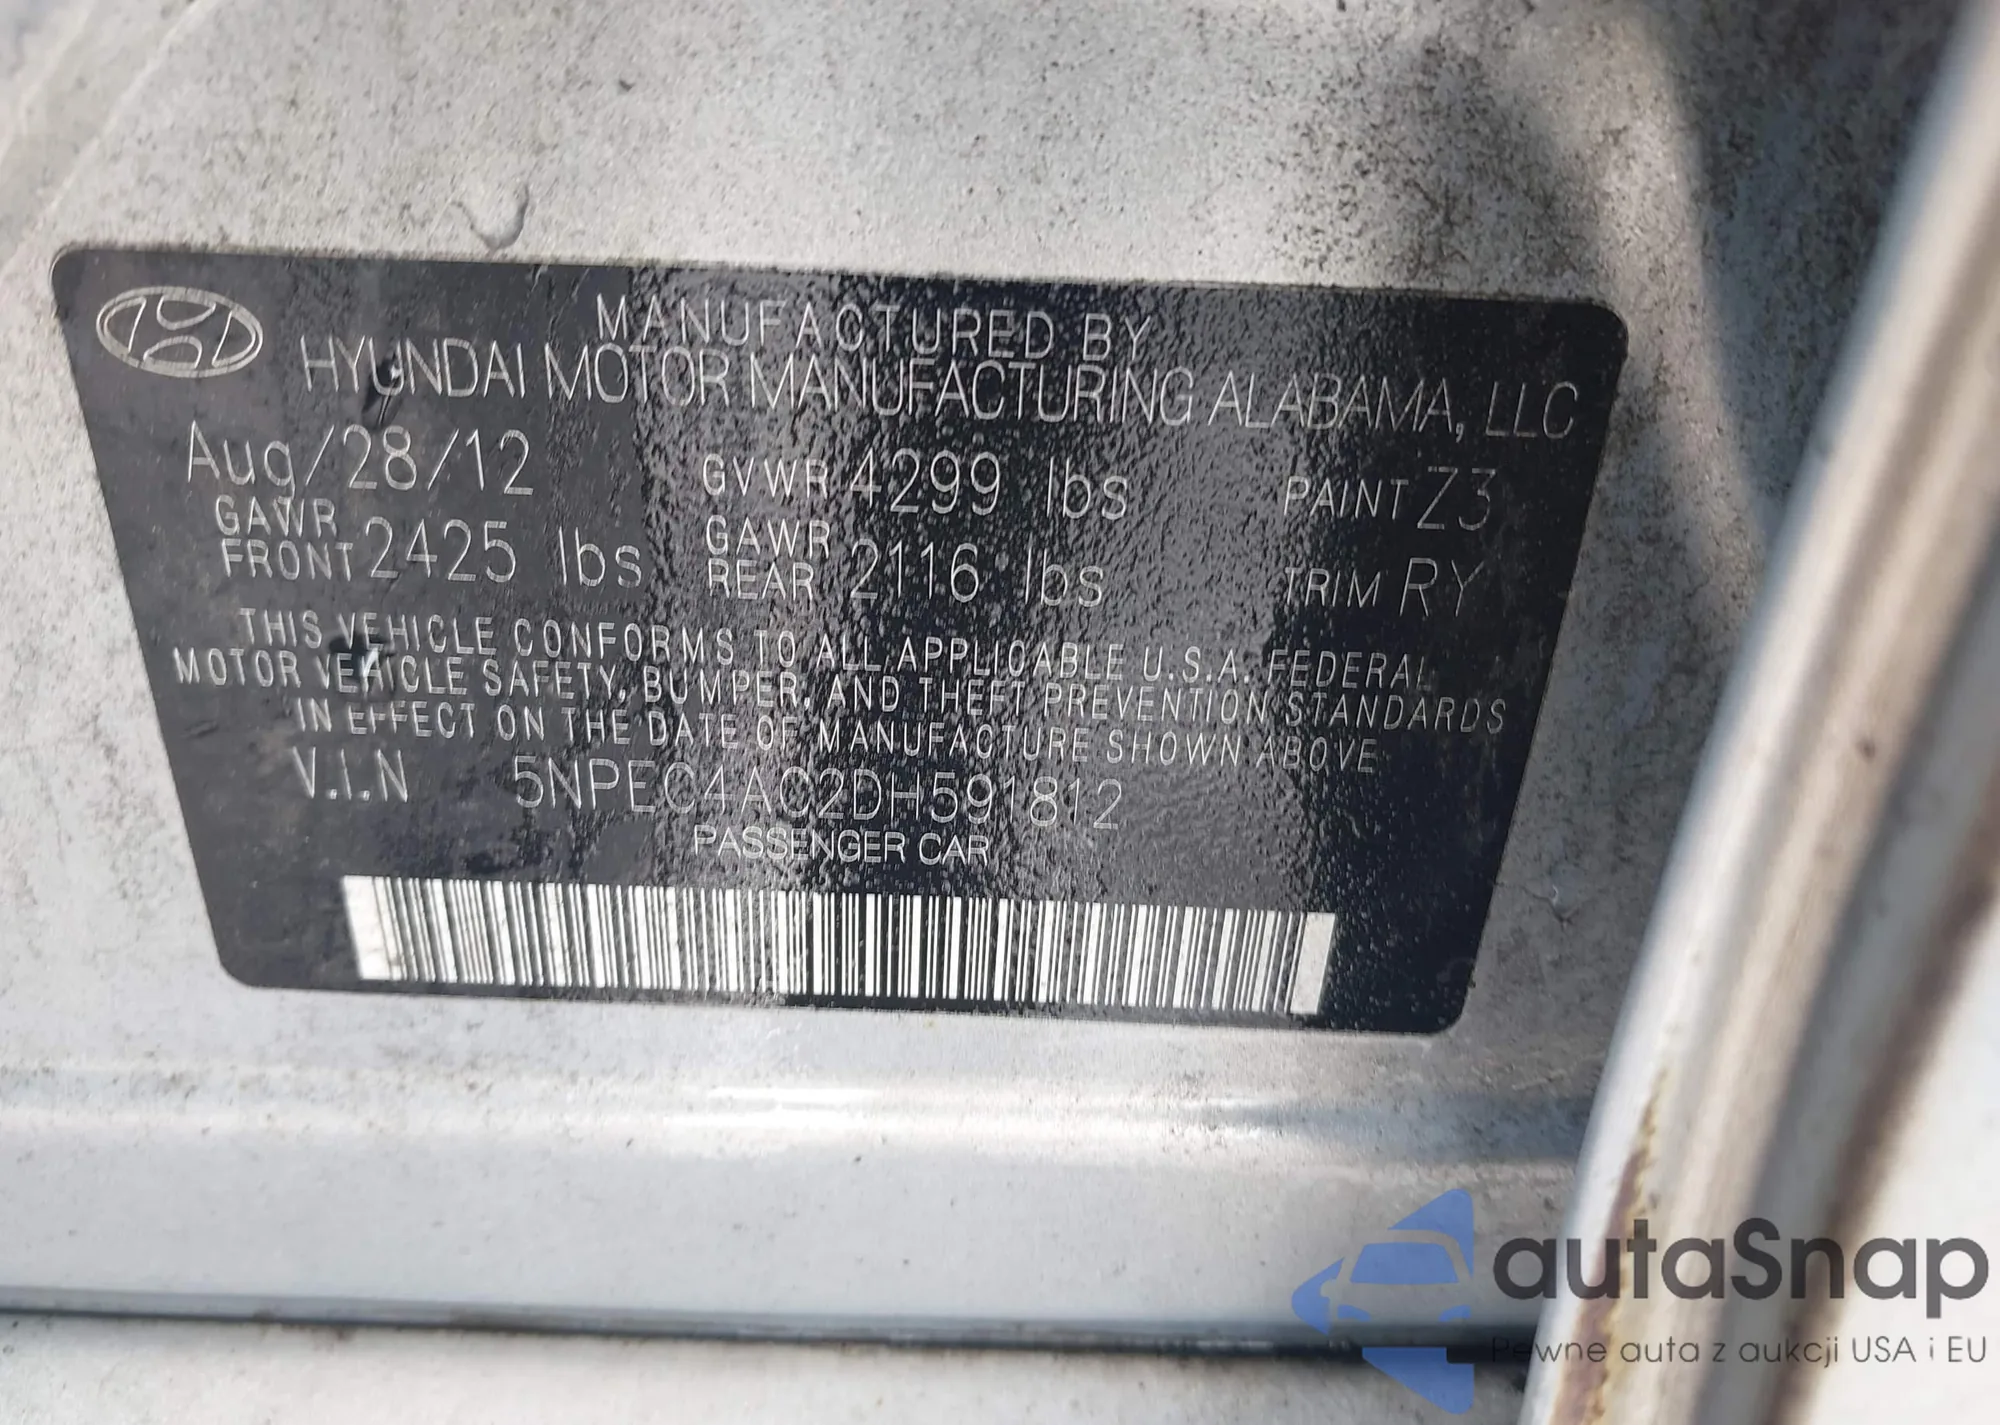 MANUFACTURED BY
HYUNDAI MOTOR MANUFACTURING ALABAMA, LLC
Aug/28/12 GVWR 4299 lbs PAINT Z3
GAWR FRONT 2425 lbs GAWR REAR 2116 lbs TRIM RY
THIS VEHICLE CONFORMS TO ALL APPLICABLE U.S.A. FEDERAL
MOTOR VEHICLE SAFETY, BUMPER, AND THEFT PREVENTION STANDARDS
IN EFFECT ON THE DATE OF MANUFACTURE SHOWN ABOVE
V.I.N 5NPEC4AC2DH591812
PASSENGER CAR
autaSnap
Pewne auta z aukcji USA i EU